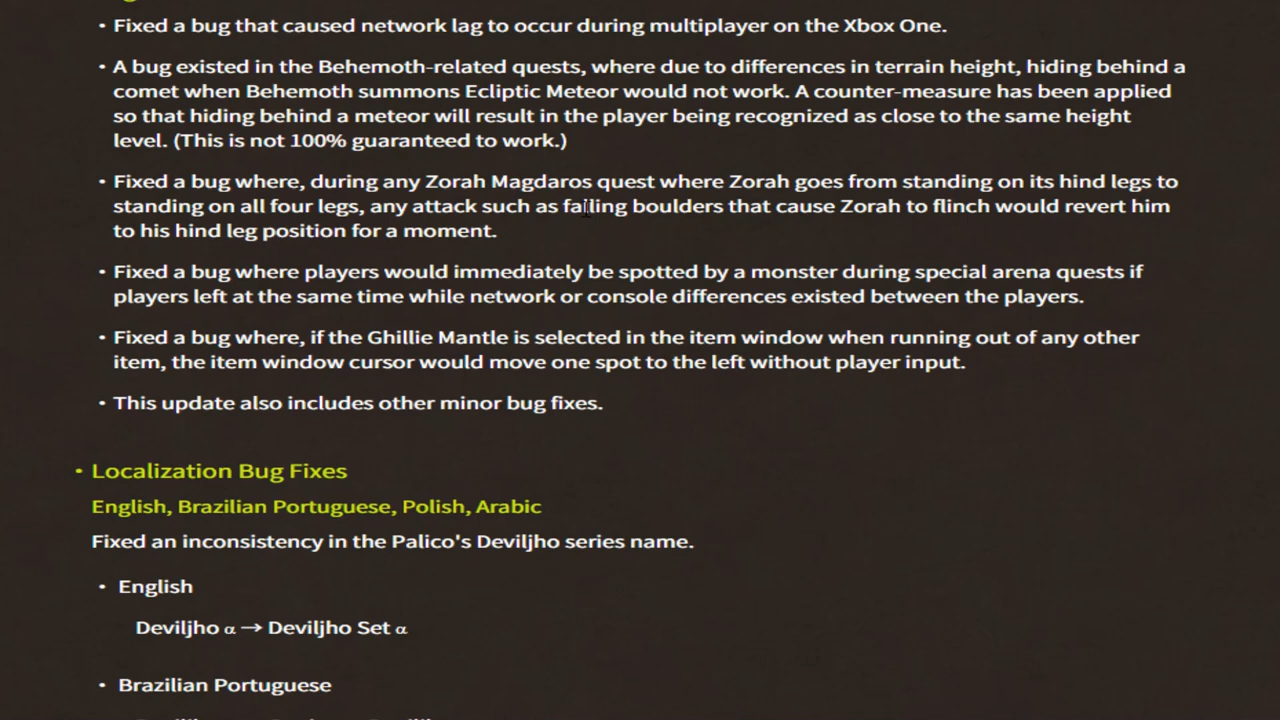 • Fixed a bug that caused network lag to occur during multiplayer on the Xbox One.
• A bug existed in the Behemoth-related quests, where due to differences in terrain height, hiding behind a
comet when Behemoth summons Ecliptic Meteor would not work. A counter-measure has been applied
so that hiding behind a meteor will result in the player being recognized as close to the same height
level. (This is not 100% guaranteed to work.)
• Fixed a bug where, during any Zorah Magdaros quest where Zorah goes from standing on its hind legs to
standing on all four legs, any attack such as falling boulders that cause Zorah to flinch would revert him
to his hind leg position for a moment.
• Fixed a bug where players would immediately be spotted by a monster during special arena quests if
players left at the same time while network or console differences existed between the players.
• Fixed a bug where, if the Ghillie Mantle is selected in the item window when running out of any other
item, the item window cursor would move one spot to the left without player input.
• This update also includes other minor bug fixes.
• Localization Bug Fixes
English, Brazilian Portuguese, Polish, Arabic
Fixed an inconsistency in the Palico's Deviljho series name.
• English
Deviljho α → Deviljho Set α
• Brazilian Portuguese